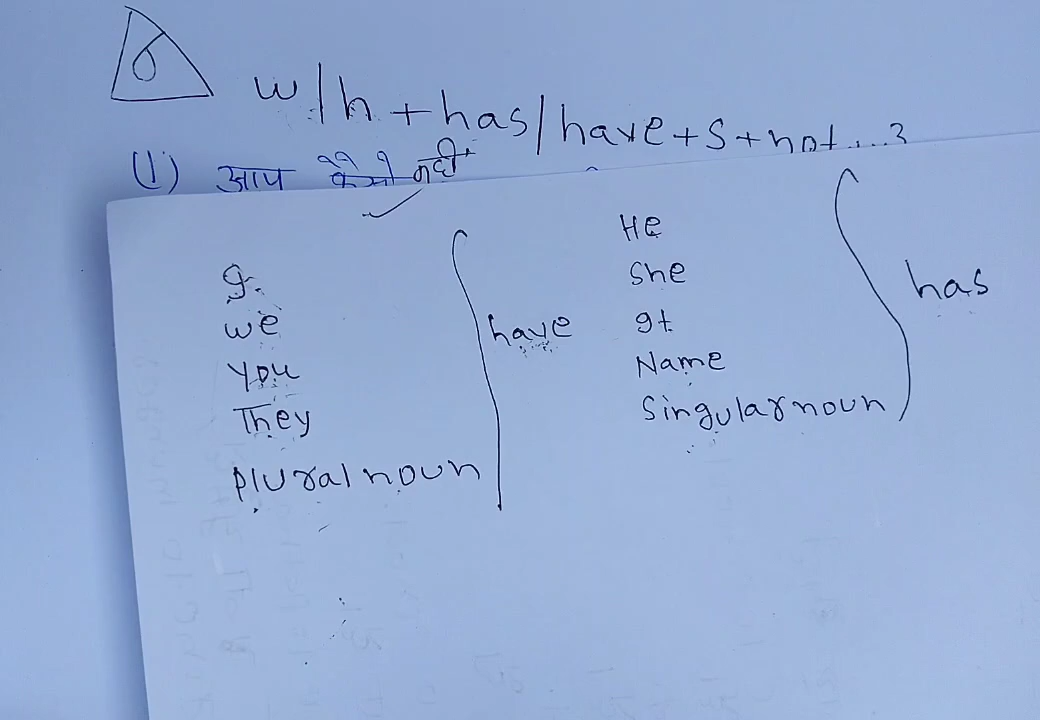 6
w/h + has/have + S + not...?
(1) आप नहीं
I
we
you
They
plural noun
have
He
She
It
Name
Singular noun
has